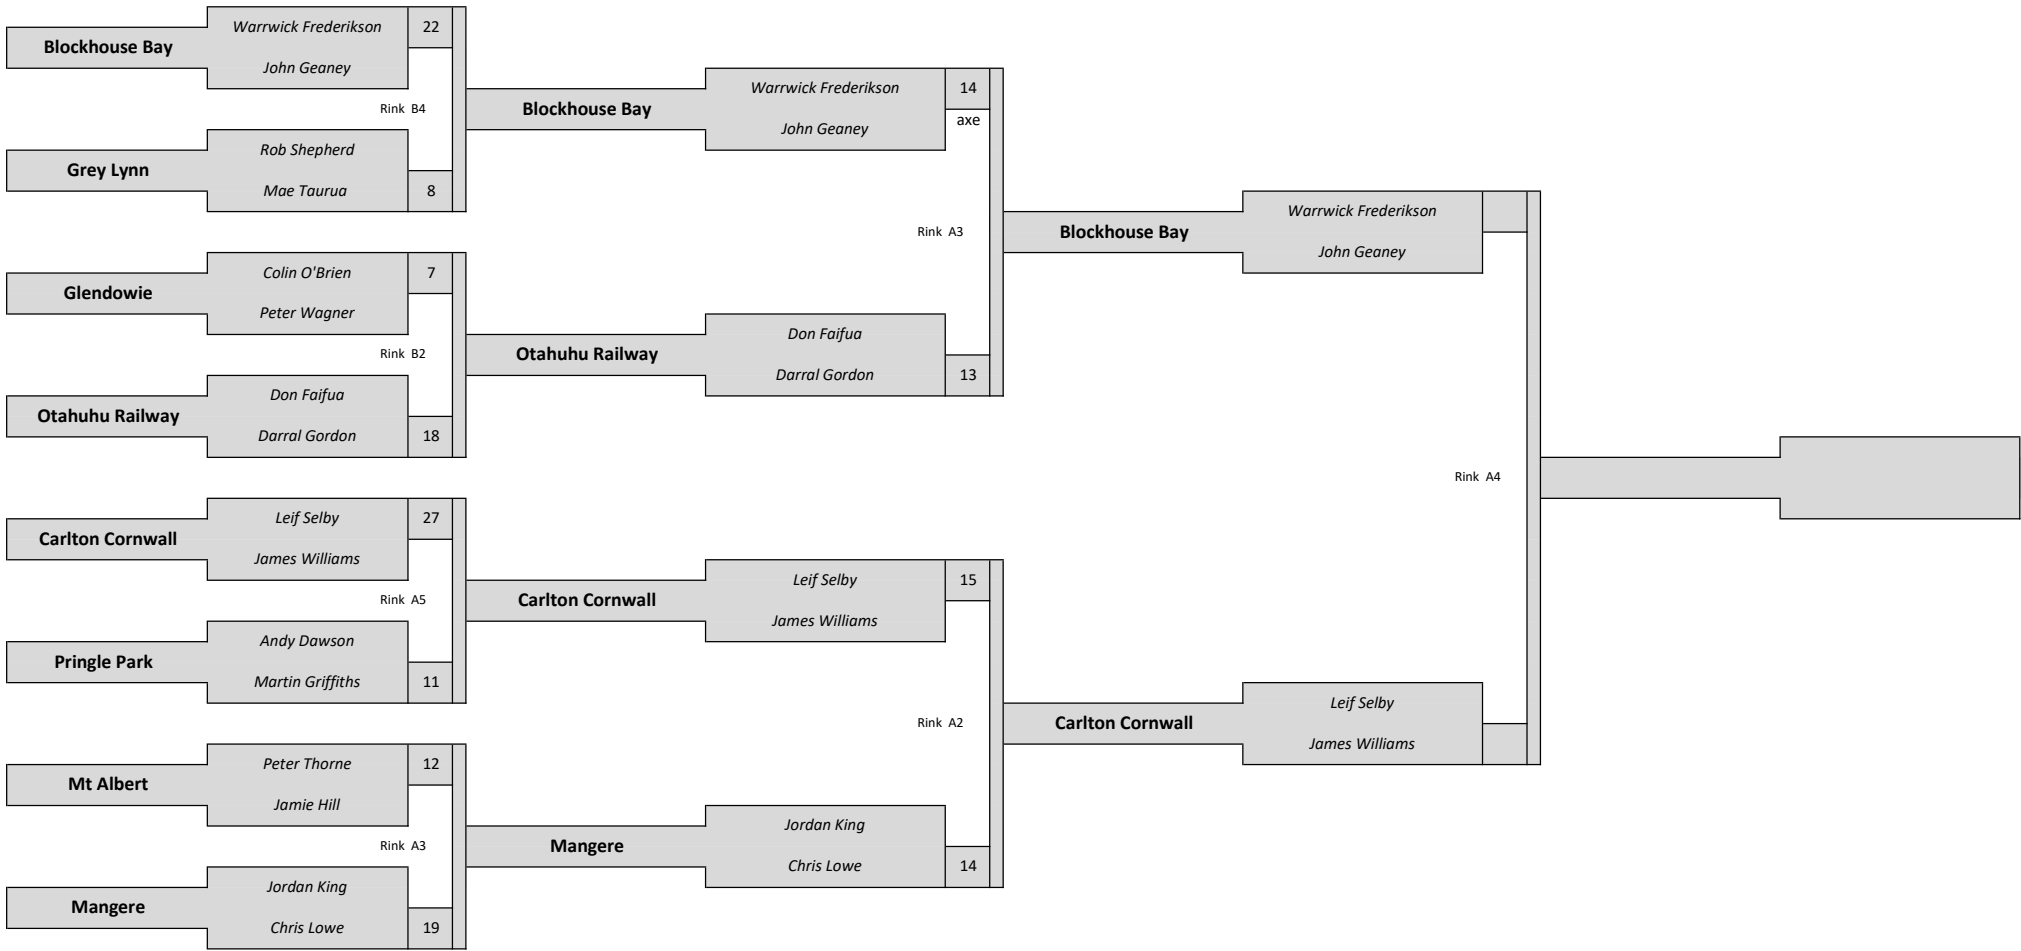 Blockhouse Bay
Warrwick Frederikson
22
John Geaney
Rink B4
Grey Lynn
Rob Shepherd
Mae Taurua
8
Blockhouse Bay
Warrwick Frederikson
14
John Geaney
axe
Rink A3
Glendowie
Colin O'Brien
7
Peter Wagner
Rink B2
Otahuhu Railway
Don Faifua
Darral Gordon
18
Otahuhu Railway
Don Faifua
Darral Gordon
13
Blockhouse Bay
Warrwick Frederikson
John Geaney
Rink A4
Carlton Cornwall
Leif Selby
27
James Williams
Rink A5
Pringle Park
Andy Dawson
Martin Griffiths
11
Carlton Cornwall
Leif Selby
15
James Williams
Rink A2
Mt Albert
Peter Thorne
12
Jamie Hill
Rink A3
Mangere
Jordan King
Chris Lowe
19
Mangere
Jordan King
Chris Lowe
14
Carlton Cornwall
Leif Selby
James Williams